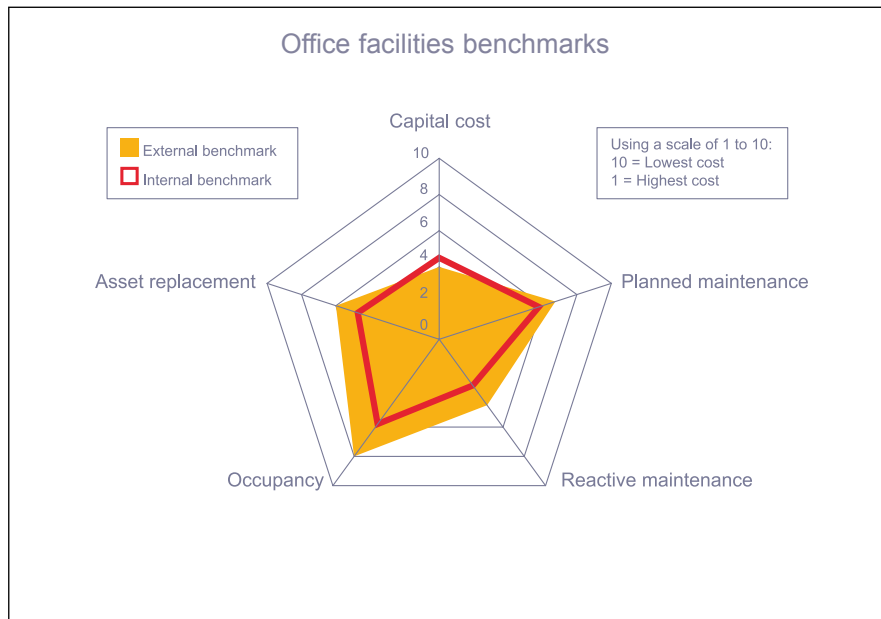 Office facilities benchmarks
External benchmark
Internal benchmark
Using a scale of 1 to 10:
10 = Lowest cost
1 = Highest cost
Capital cost
10
8
6
4
2
0
Asset replacement
Planned maintenance
Occupancy
Reactive maintenance